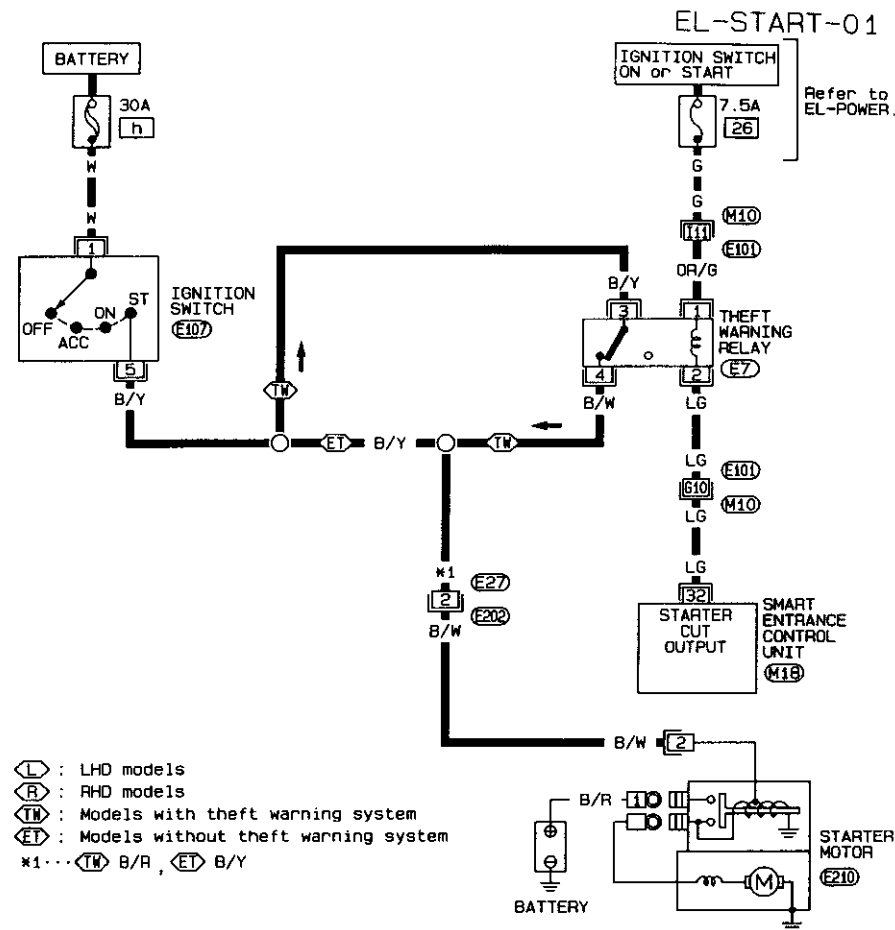 EL-START-01
BATTERY
30A
h
W
W
1
IGNITION
SWITCH
E107
OFF
ACC
ON
ST
5
B/Y
IGNITION SWITCH
ON or START
7.5A
26
Refer to
EL-POWER.
G
G
M10
I11
E101
OR/G
B/Y
3
1
THEFT
WARNING
RELAY
E7
4
2
B/W
LG
TW
ET
B/Y
TW
LG
E101
G10
M10
LG
LG
32
STARTER
CUT
OUTPUT
SMART
ENTRANCE
CONTROL
UNIT
M18
*1
E27
2
E202
B/W
B/W
2
B/R
1
STARTER
MOTOR
E210
M
BATTERY
L : LHD models
R : RHD models
TW : Models with theft warning system
ET : Models without theft warning system
*1··· TW B/R , ET B/Y